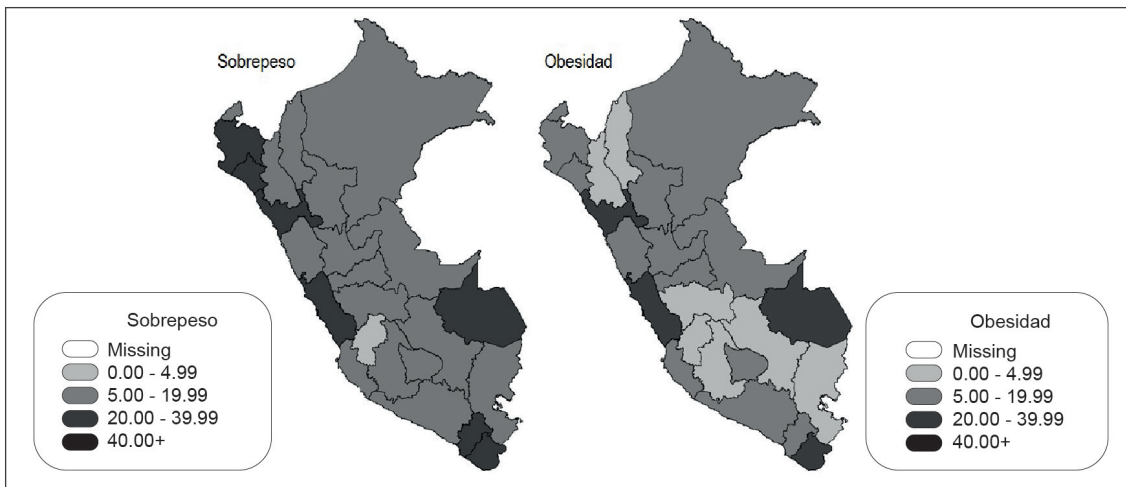 Sobrepeso
Obesidad
Sobrepeso
Missing
0.00 - 4.99
5.00 - 19.99
20.00 - 39.99
40.00+
Obesidad
Missing
0.00 - 4.99
5.00 - 19.99
20.00 - 39.99
40.00+